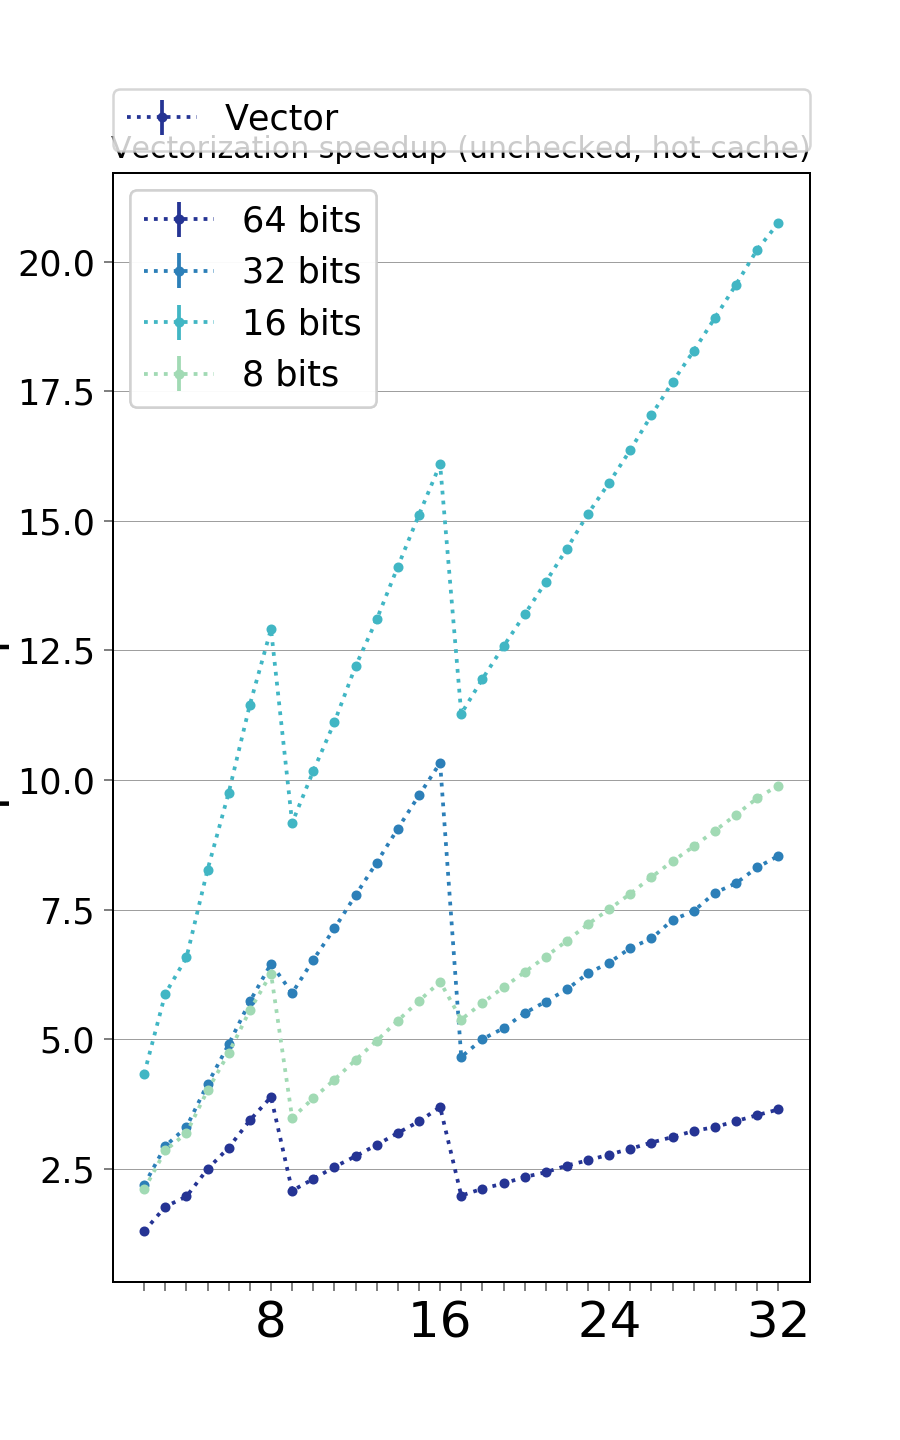 Vector
Vectorization speedup (unchecked, hot cache)
64 bits
32 bits
16 bits
8 bits
20.0
17.5
15.0
12.5
10.0
7.5
5.0
2.5
8 16 24 32